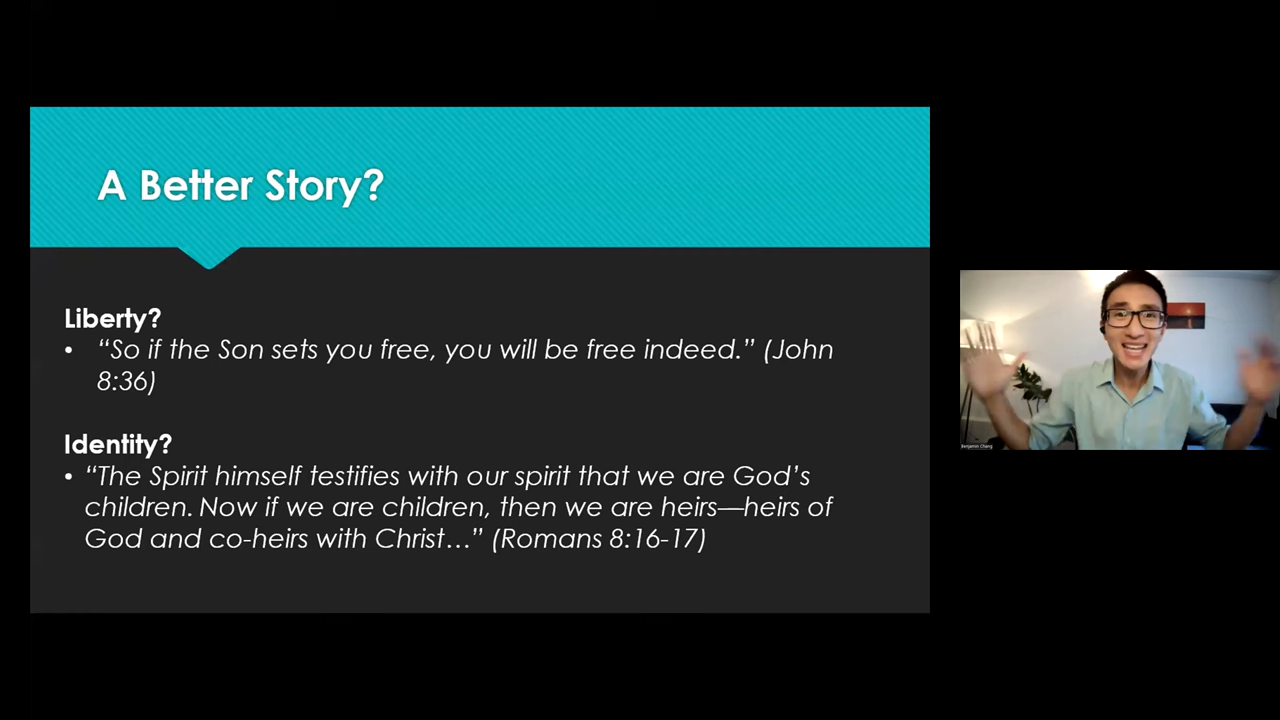 A Better Story?
Liberty?
• “So if the Son sets you free, you will be free indeed.” (John
8:36)
Identity?
• “The Spirit himself testifies with our spirit that we are God’s
children. Now if we are children, then we are heirs—heirs of
God and co-heirs with Christ…” (Romans 8:16-17)
Benjamin Chang